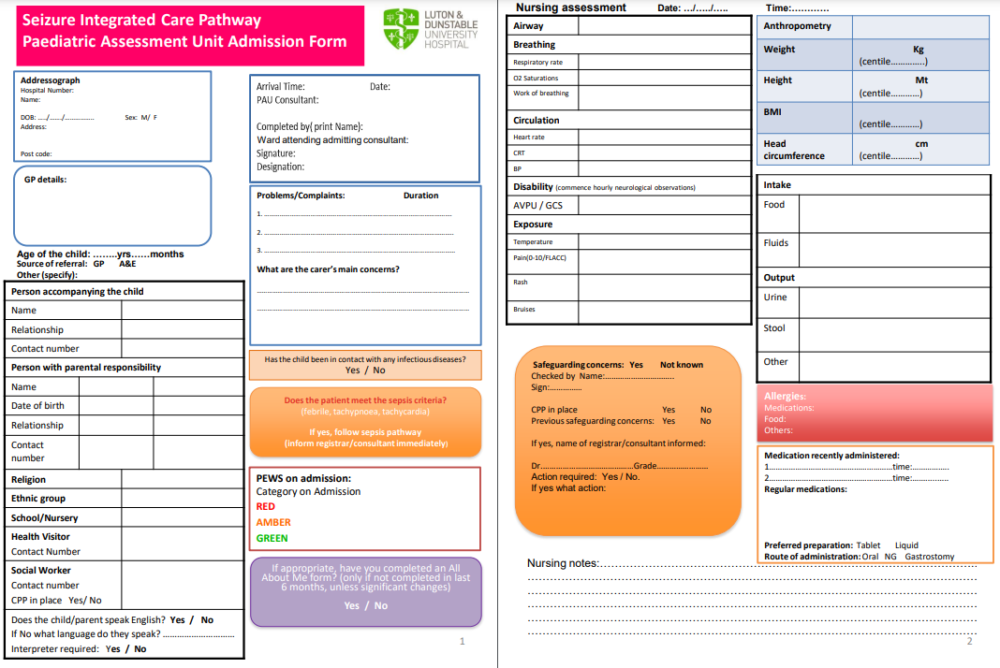 Seizure Integrated Care Pathway
Paediatric Assessment Unit Admission Form
LUTON &
DUNSTABLE
UNIVERSITY
HOSPITAL
Addressograph
Hospital Number:
Name:
DOB: …../……./……………. Sex: M/ F
Address:
Post code:
GP details:
Age of the child: ……..yrs……months
Source of referral: GP A&E
Other (specify):
Person accompanying the child
Name
Relationship
Contact number
Person with parental responsibility
Name
Date of birth
Relationship
Contact
number
Religion
Ethnic group
School/Nursery
Health Visitor
Contact Number
Social Worker
Contact number
CPP in place Yes/ No
Does the child/parent speak English? Yes / No
If No what language do they speak? ………………………
Interpreter required: Yes / No
Arrival Time: Date:
PAU Consultant:
Completed by( print Name):
Ward attending admitting consultant:
Signature:
Designation:
Problems/Complaints: Duration
1. ……………………………………………………………
2. ……………………………………………………………
3. ……………………………………………………………
What are the carer's main concerns?
……………………………………………………………………
……………………………………………………………………
Has the child been in contact with any infectious diseases?
Yes / No
Does the patient meet the sepsis criteria?
(febrile, tachypnoea, tachycardia)
If yes, follow sepsis pathway
(inform registrar/consultant immediately)
PEWS on admission:
Category on Admission
RED
AMBER
GREEN
If appropriate, have you completed an All
About Me form? (only if not completed in last
6 months, unless significant changes)
Yes / No
1
Nursing assessment Date: …/…../….. Time:…………
Airway
Breathing
Respiratory rate
O2 Saturations
Work of breathing
Circulation
Heart rate
CRT
BP
Disability (commence hourly neurological observations)
AVPU / GCS
Exposure
Temperature
Pain(0-10/FLACC)
Rash
Bruises
Anthropometry
Weight Kg
(centile…………..)
Height Mt
(centile…………)
BMI
(centile…………)
Head
circumference
cm
(centile…………)
Intake
Food
Fluids
Output
Urine
Stool
Other
Safeguarding concerns: Yes Not known
Checked by Name:……………………….
Sign:…………..
CPP in place Yes No
Previous safeguarding concerns: Yes No
If yes, name of registrar/consultant informed:
Dr………………………………..Grade…………………
Action required: Yes / No.
If yes what action:
Allergies:
Medications:
Food:
Others:
Medication recently administered:
1……………………………………………time:…………..
2……………………………………………time:…………..
Regular medications:
Preferred preparation: Tablet Liquid
Route of administration: Oral NG Gastrostomy
Nursing notes:……………………………………………………………………
……………………………………………………………………………………
……………………………………………………………………………………
……………………………………………………………………………………
……………………………………………………………………………………
……………………………………………………………………………………
2